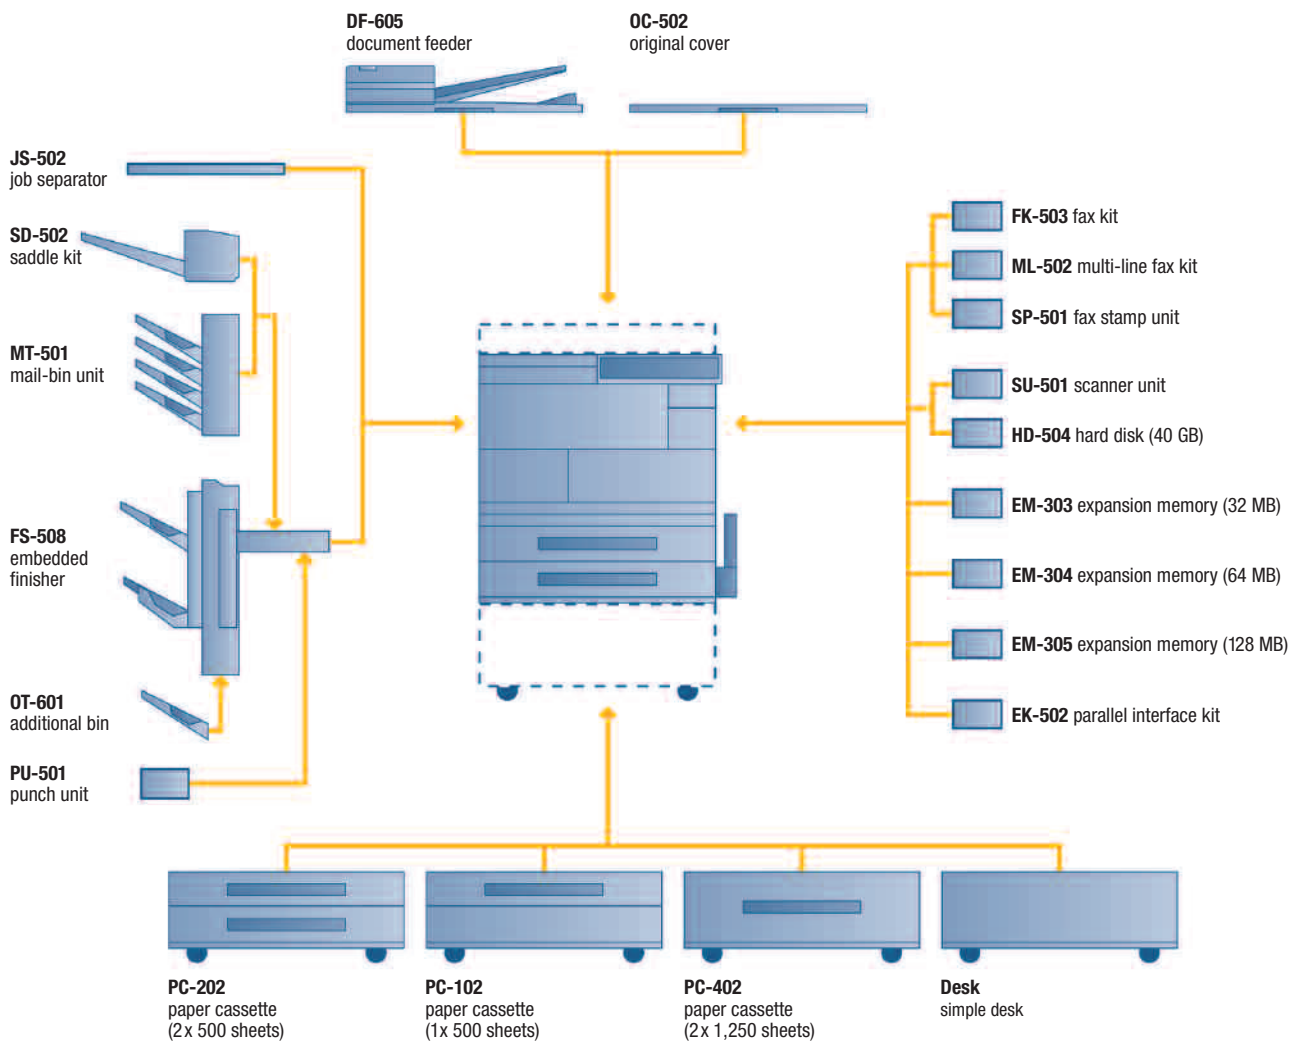 DF-605
document feeder
OC-502
original cover
JS-502
job separator
SD-502
saddle kit
MT-501
mail-bin unit
FS-508
embedded
finisher
OT-601
additional bin
PU-501
punch unit
FK-503 fax kit
ML-502 multi-line fax kit
SP-501 fax stamp unit
SU-501 scanner unit
HD-504 hard disk (40 GB)
EM-303 expansion memory (32 MB)
EM-304 expansion memory (64 MB)
EM-305 expansion memory (128 MB)
EK-502 parallel interface kit
PC-202
paper cassette
(2x 500 sheets)
PC-102
paper cassette
(1x 500 sheets)
PC-402
paper cassette
(2x 1,250 sheets)
Desk
simple desk